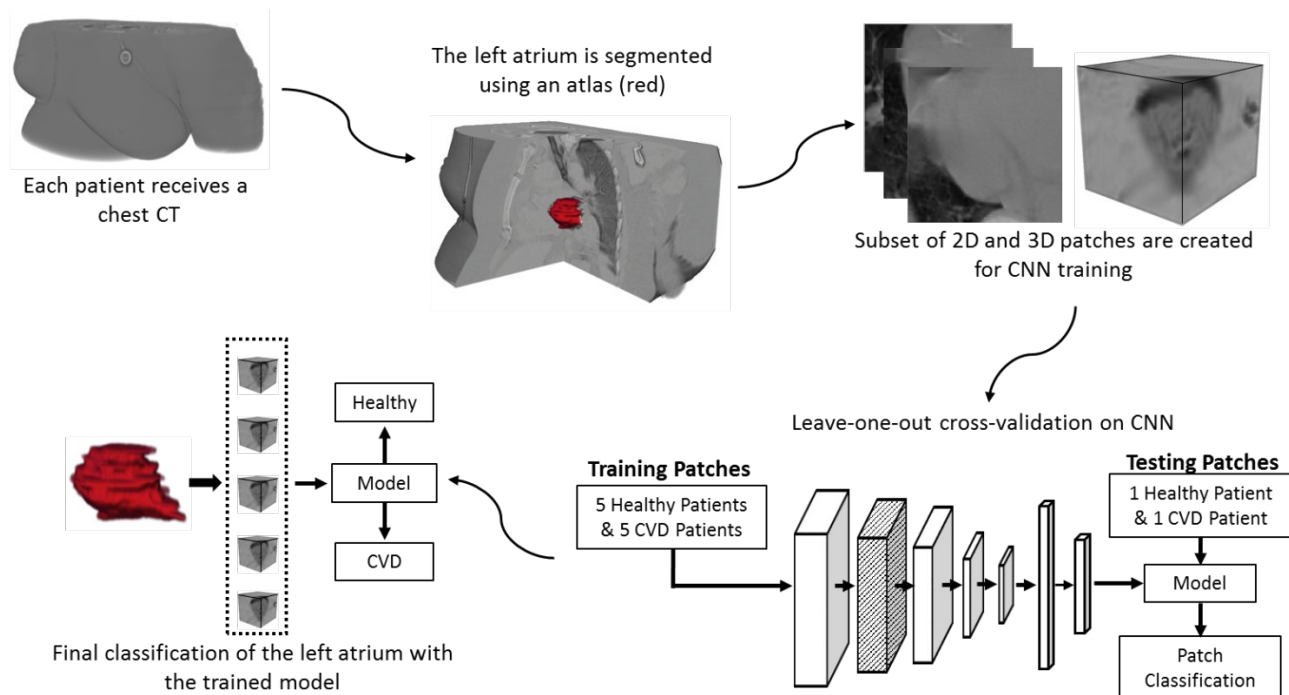 Each patient receives a
chest CT
The left atrium is segmented
using an atlas (red)
Subset of 2D and 3D patches are created
for CNN training
Leave-one-out cross-validation on CNN
Training Patches
5 Healthy Patients
& 5 CVD Patients
Testing Patches
1 Healthy Patient
& 1 CVD Patient
Model
Patch
Classification
Healthy
Model
CVD
Final classification of the left atrium with
the trained model